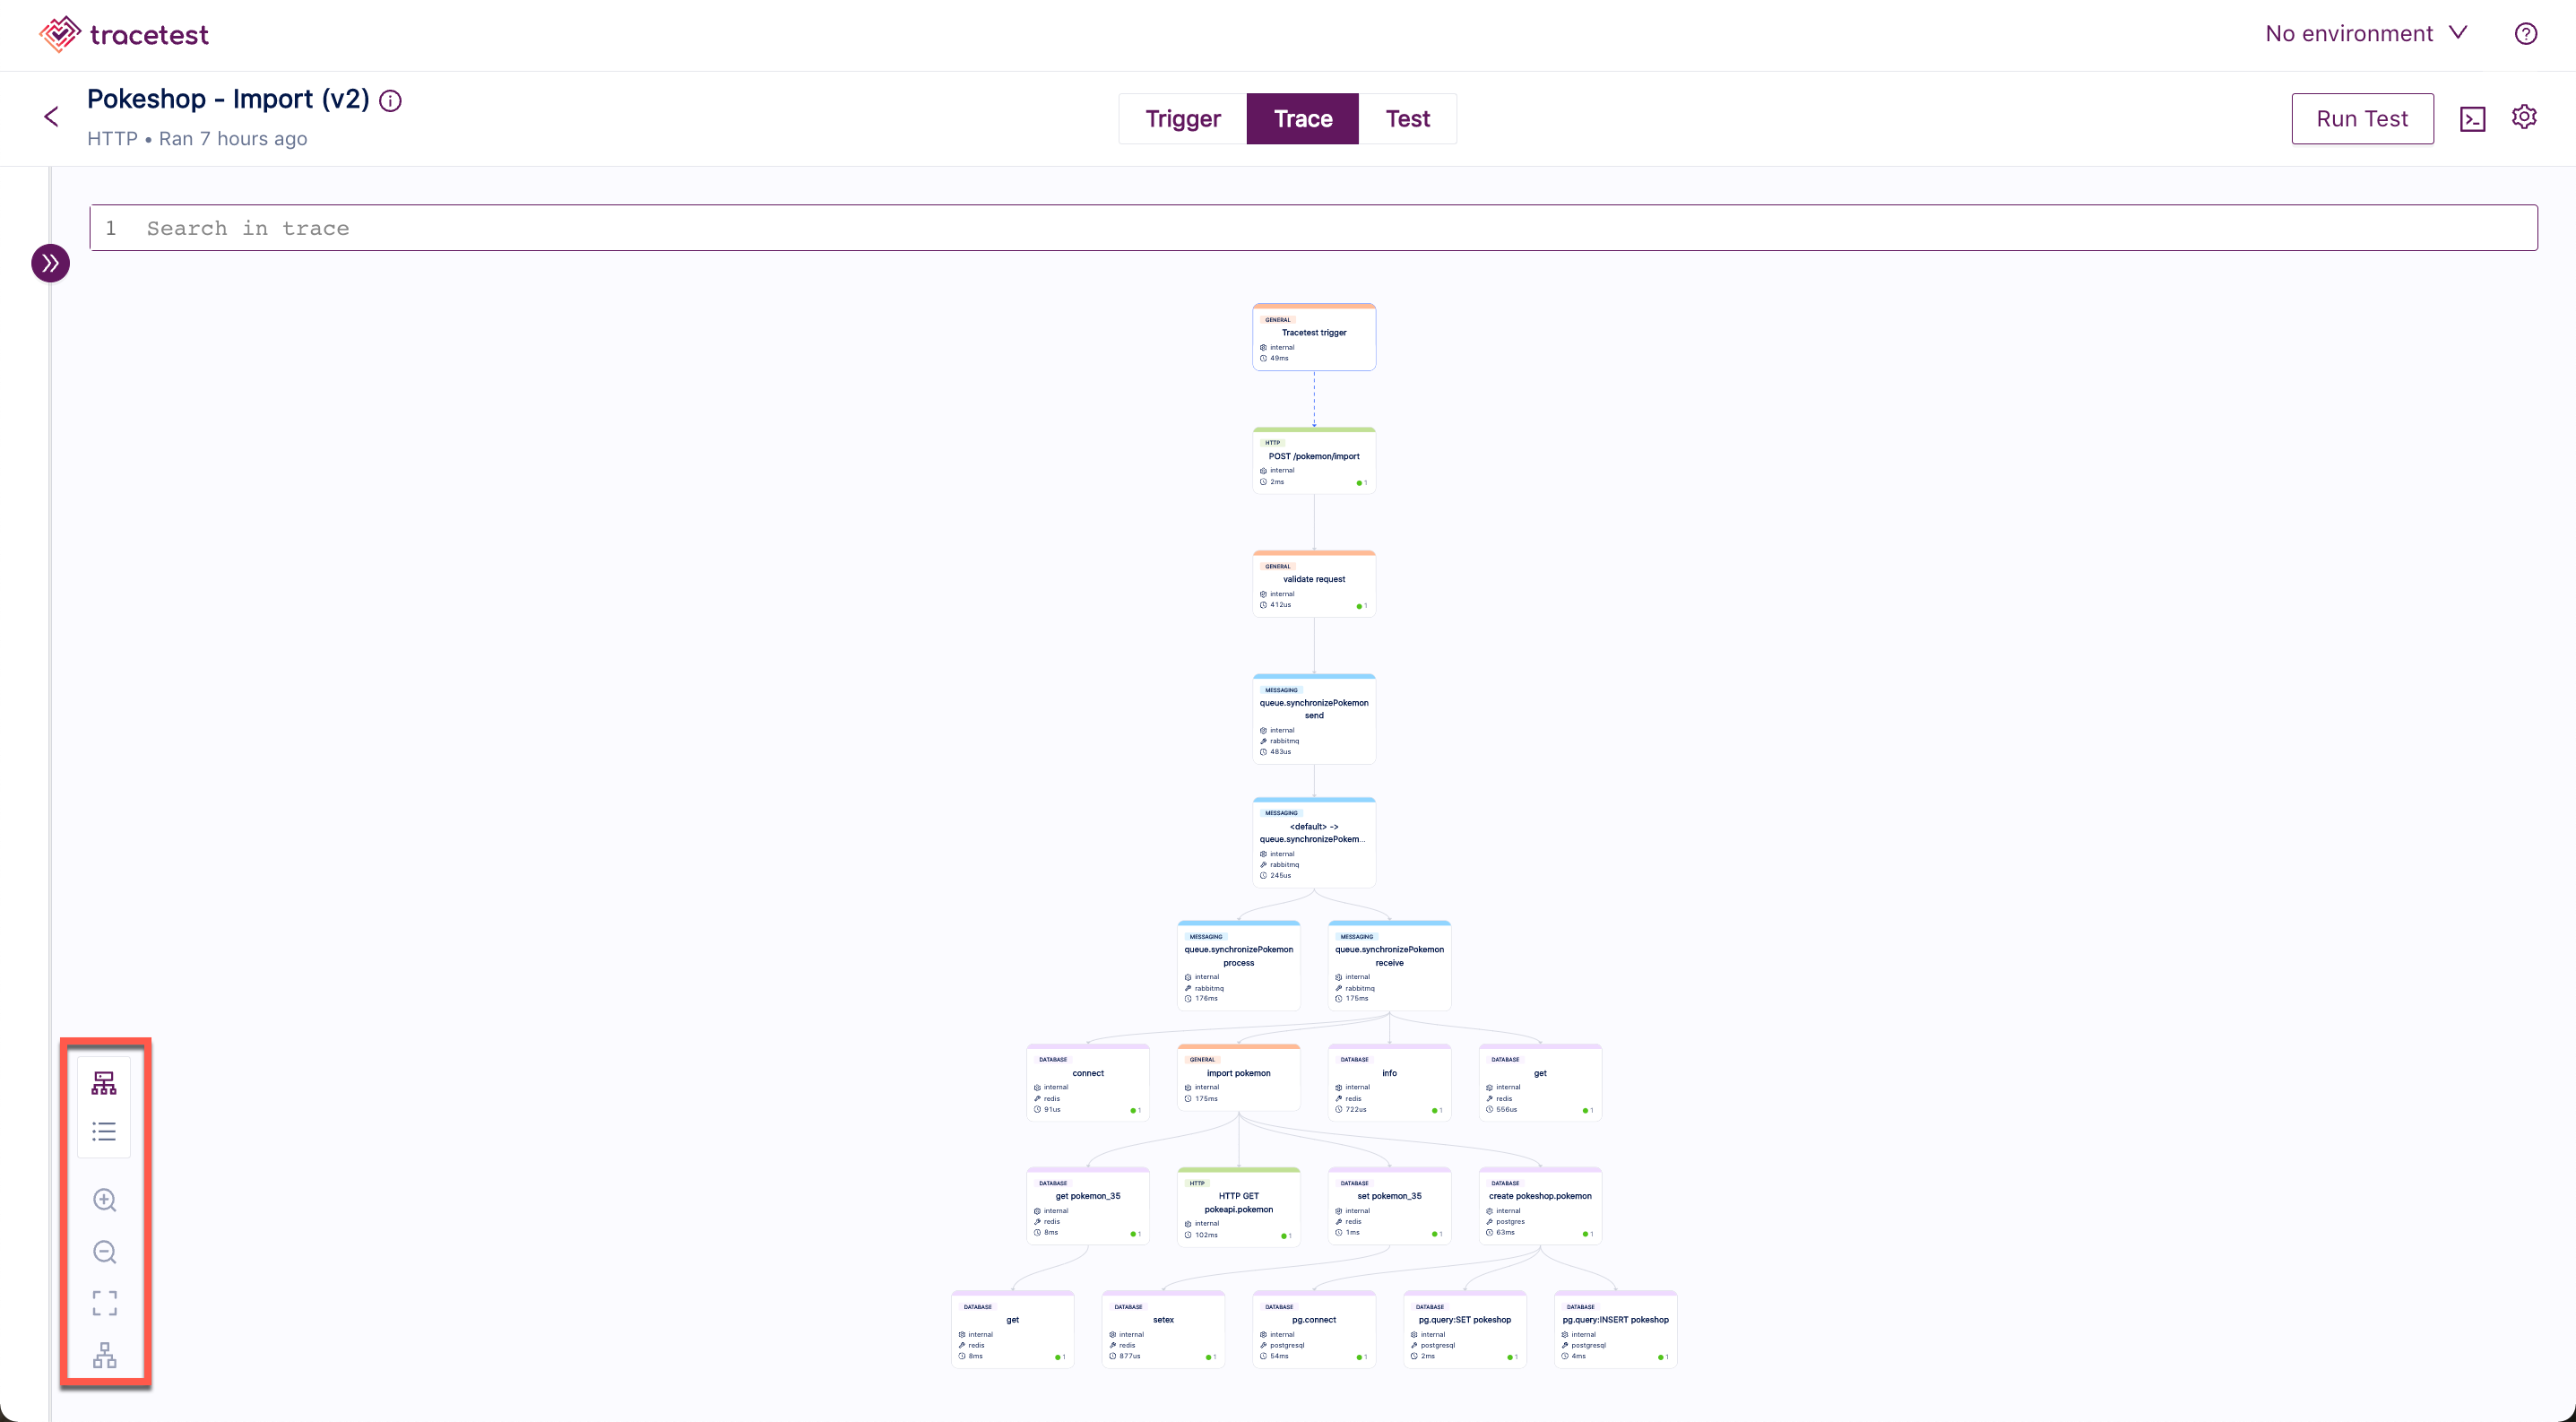 tracetest
No environment
Pokeshop - Import (v2)
HTTP • Ran 7 hours ago
Trigger Trace Test
Run Test
1 Search in trace
GENERAL
Tracetest trigger
internal
49ms
HTTP
POST /pokemon/import
internal
2ms 1
GENERAL
validate request
internal
412us 1
MESSAGING
queue.synchronizePokemon
send
internal
rabbitmq
483us
MESSAGING
<default> ->
queue.synchronizePokem...
internal
rabbitmq
245us
MESSAGING
queue.synchronizePokemon
process
internal
rabbitmq
176ms
MESSAGING
queue.synchronizePokemon
receive
internal
rabbitmq
175ms
DATABASE
connect
internal
redis
91us 1
GENERAL
import pokemon
internal
175ms
DATABASE
info
internal
redis
722us 1
DATABASE
get
internal
redis
556us 1
DATABASE
get pokemon_35
internal
redis
8ms 1
HTTP
HTTP GET
pokeapi.pokemon
internal
102ms 1
DATABASE
set pokemon_35
internal
redis
1ms 1
DATABASE
create pokeshop.pokemon
internal
postgres
63ms 1
DATABASE
get
internal
redis
8ms 1
DATABASE
setex
internal
redis
877us 1
DATABASE
pg.connect
internal
postgresql
54ms 1
DATABASE
pg.query:SET pokeshop
internal
postgresql
2ms 1
DATABASE
pg.query:INSERT pokeshop
internal
postgresql
4ms 1